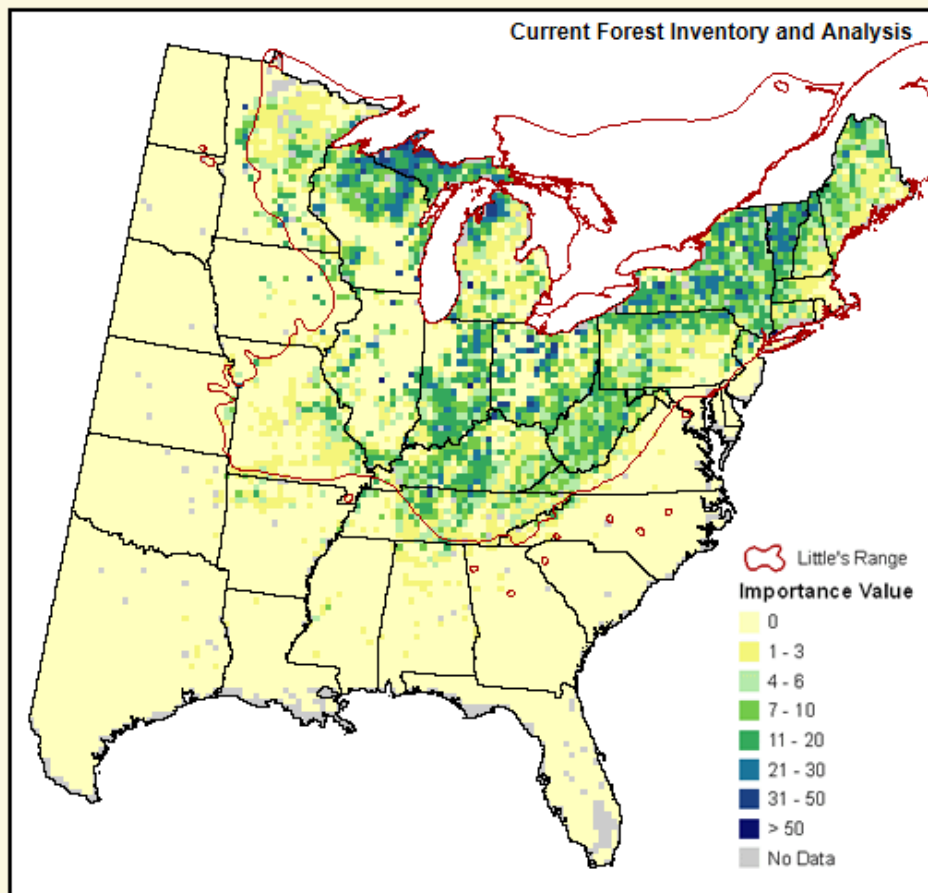 Current Forest Inventory and Analysis
Little's Range
Importance Value
0
1 - 3
4 - 6
7 - 10
11 - 20
21 - 30
31 - 50
> 50
No Data